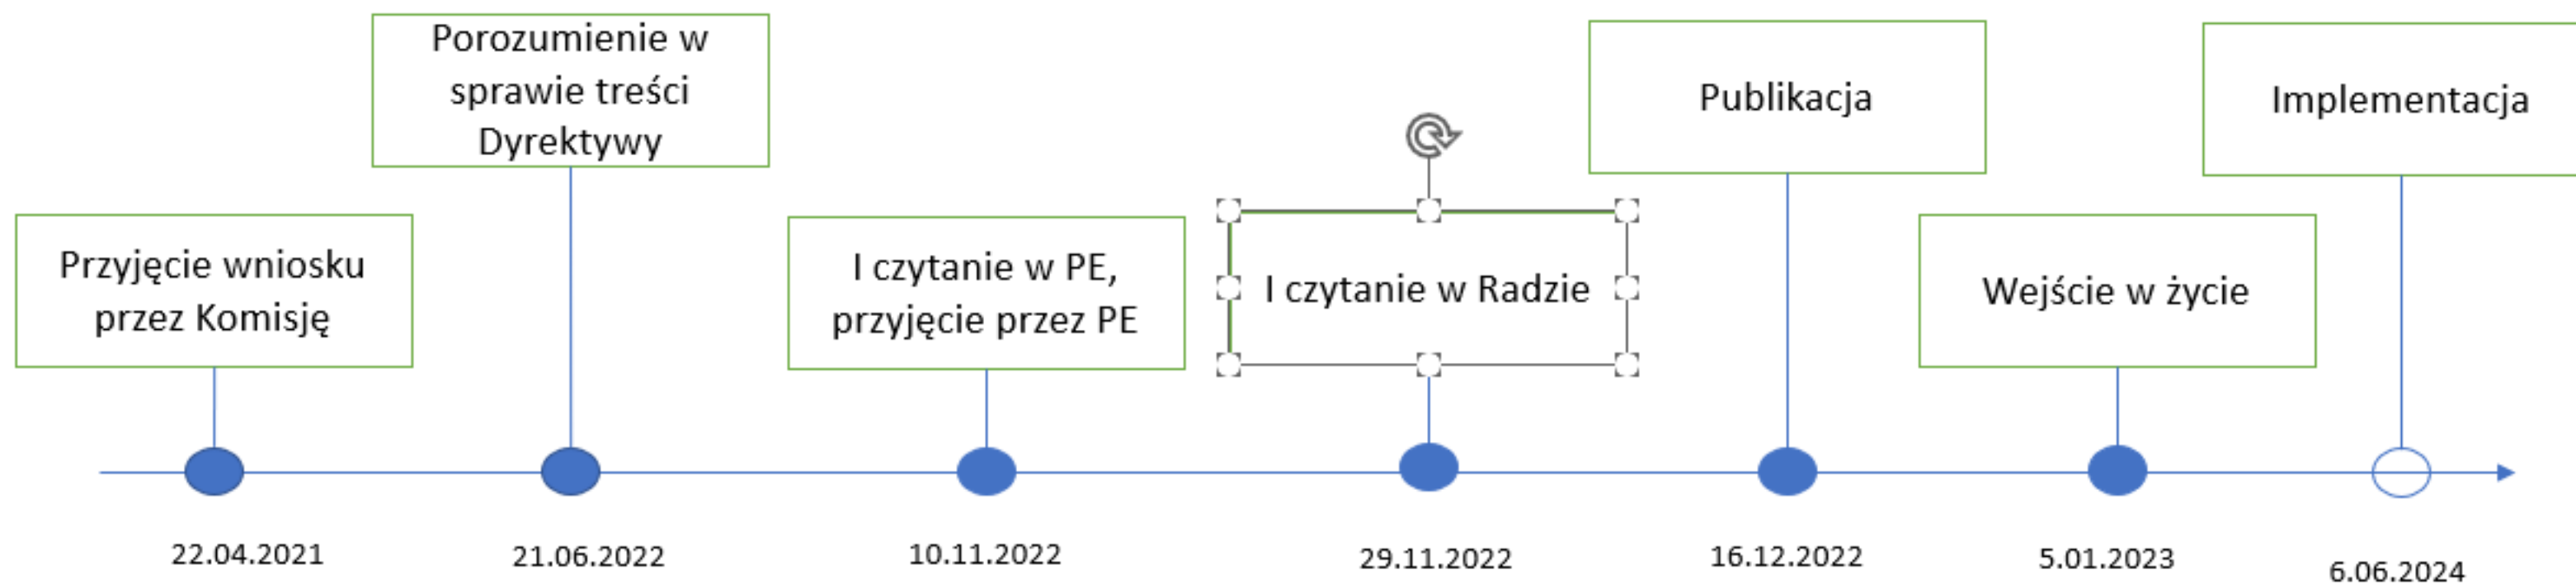 Przyjęcie wniosku
przez Komisję
22.04.2021
Porozumienie w
sprawie treści
Dyrektywy
21.06.2022
I czytanie w PE,
przyjęcie przez PE
10.11.2022
I czytanie w Radzie
29.11.2022
Publikacja
16.12.2022
Wejście w życie
5.01.2023
Implementacja
6.06.2024